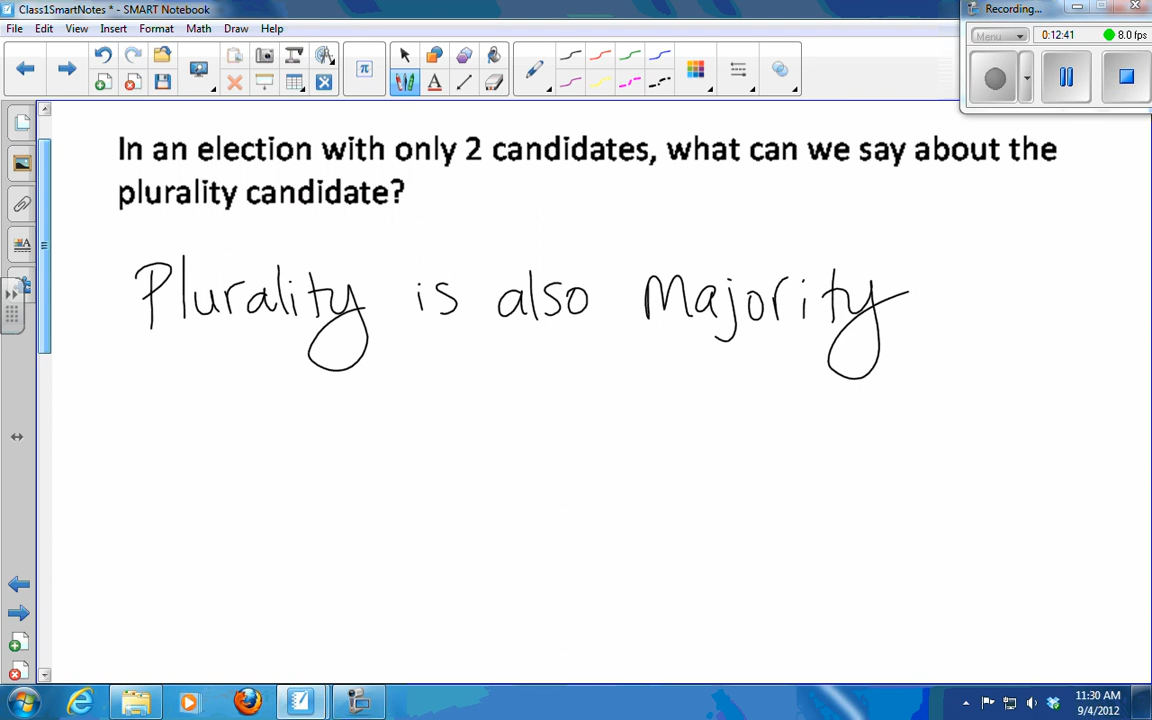 Class1SmartNotes * - SMART Notebook
Recording...
File Edit View Insert Format Math Draw Help
Menu
0:12:41
8.0 fps
π
A
In an election with only 2 candidates, what can we say about the
plurality candidate?
Plurality is also Majority
11:30 AM
9/4/2012